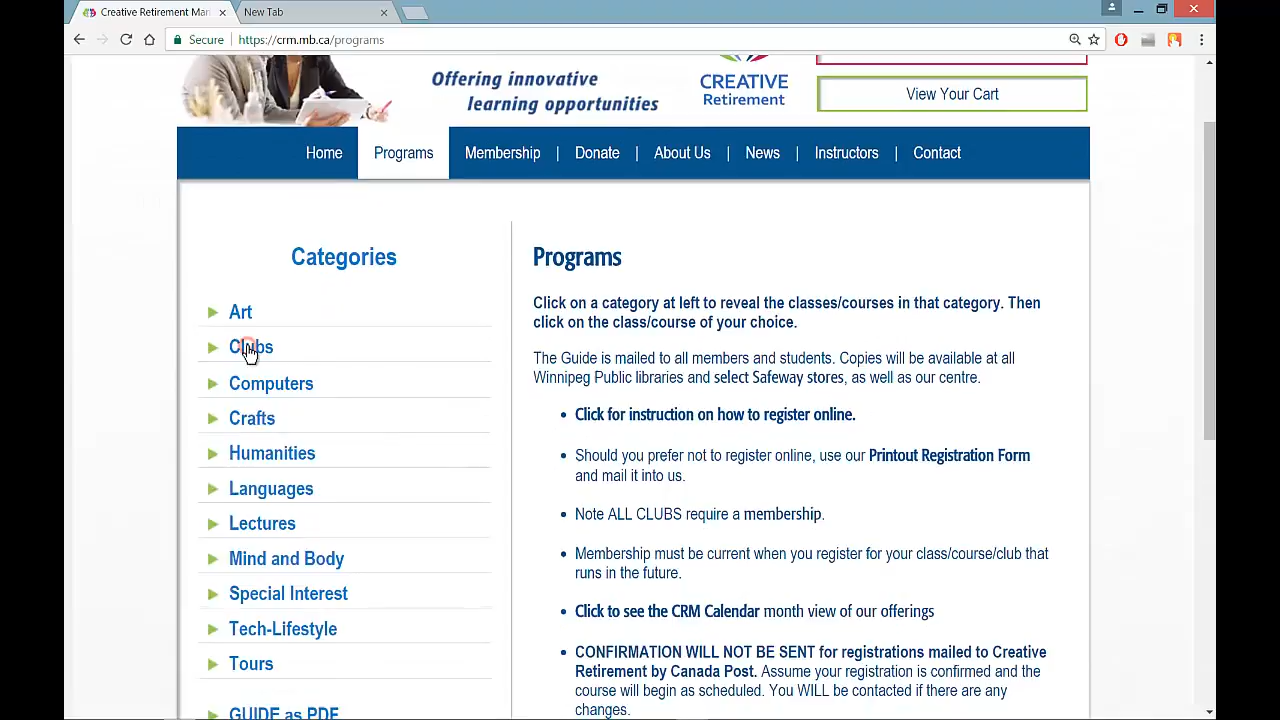 Creative Retirement Ma
New Tab
Secure
https://crm.mb.ca/programs
Offering innovative
learning opportunities
CREATIVE
Retirement
View Your Cart
Home
Programs
Membership | Donate | About Us | News | Instructors | Contact
Categories
Art
Clubs
Computers
Crafts
Humanities
Languages
Lectures
Mind and Body
Special Interest
Tech-Lifestyle
Tours
GUIDE as PDF
Programs
Click on a category at left to reveal the classes/courses in that category. Then
click on the class/course of your choice.
The Guide is mailed to all members and students. Copies will be available at all
Winnipeg Public libraries and select Safeway stores, as well as our centre.
• Click for instruction on how to register online.
• Should you prefer not to register online, use our Printout Registration Form
and mail it into us.
• Note ALL CLUBS require a membership.
• Membership must be current when you register for your class/course/club that
runs in the future.
• Click to see the CRM Calendar month view of our offerings
• CONFIRMATION WILL NOT BE SENT for registrations mailed to Creative
Retirement by Canada Post. Assume your registration is confirmed and the
course will begin as scheduled. You WILL be contacted if there are any
changes.